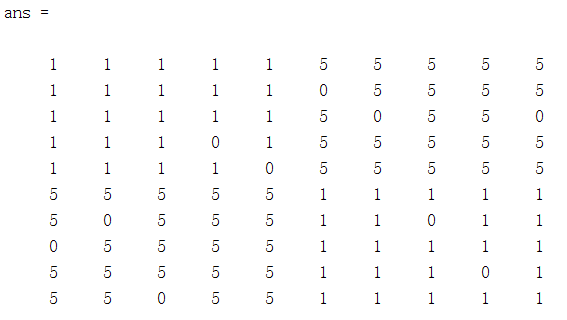 ans =
1 1 1 1 1 5 5 5 5 5
1 1 1 1 1 0 5 5 5 5
1 1 1 1 1 5 0 5 5 0
1 1 1 0 1 5 5 5 5 5
1 1 1 1 0 5 5 5 5 5
5 5 5 5 5 1 1 1 1 1
5 0 5 5 5 1 1 0 1 1
0 5 5 5 5 1 1 1 1 1
5 5 5 5 5 1 1 1 0 1
5 5 0 5 5 1 1 1 1 1